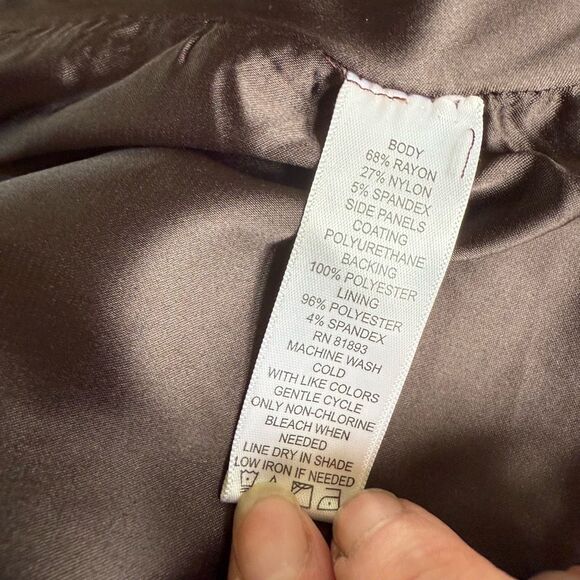 BODY
68% RAYON
27% NYLON
5% SPANDEX
SIDE PANELS
COATING
POLYURETHANE
BACKING
100% POLYESTER
LINING
96% POLYESTER
4% SPANDEX
RN 81893
MACHINE WASH
COLD
WITH LIKE COLORS
GENTLE CYCLE
ONLY NON-CHLORINE
BLEACH WHEN
NEEDED
LINE DRY IN SHADE
LOW IRON IF NEEDED